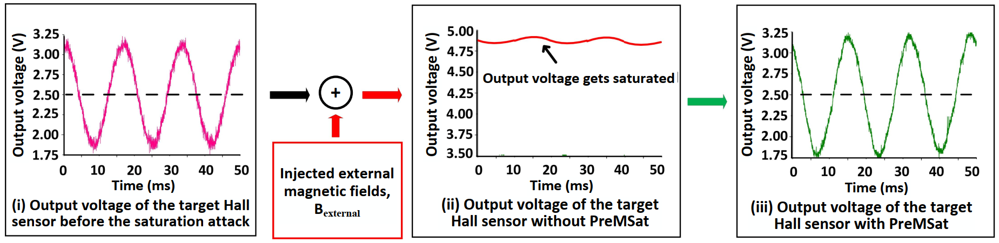 Output voltage (V)
3.25
3.00
2.75
2.50
2.25
2.00
1.75
0 10 20 30 40 50
Time (ms)
(i) Output voltage of the target Hall
sensor before the saturation attack
+
Injected external
magnetic fields,
Bexternal
Output voltage (V)
5.00
4.75
4.50
4.25
4.00
3.75
3.50
Output voltage gets saturated
0 10 20 30 40 50
Time (ms)
(ii) Output voltage of the target
Hall sensor without PreMSat
Output voltage (V)
3.25
3.00
2.75
2.50
2.25
2.00
1.75
0 10 20 30 40 50
Time (ms)
(iii) Output voltage of the target
Hall sensor with PreMSat